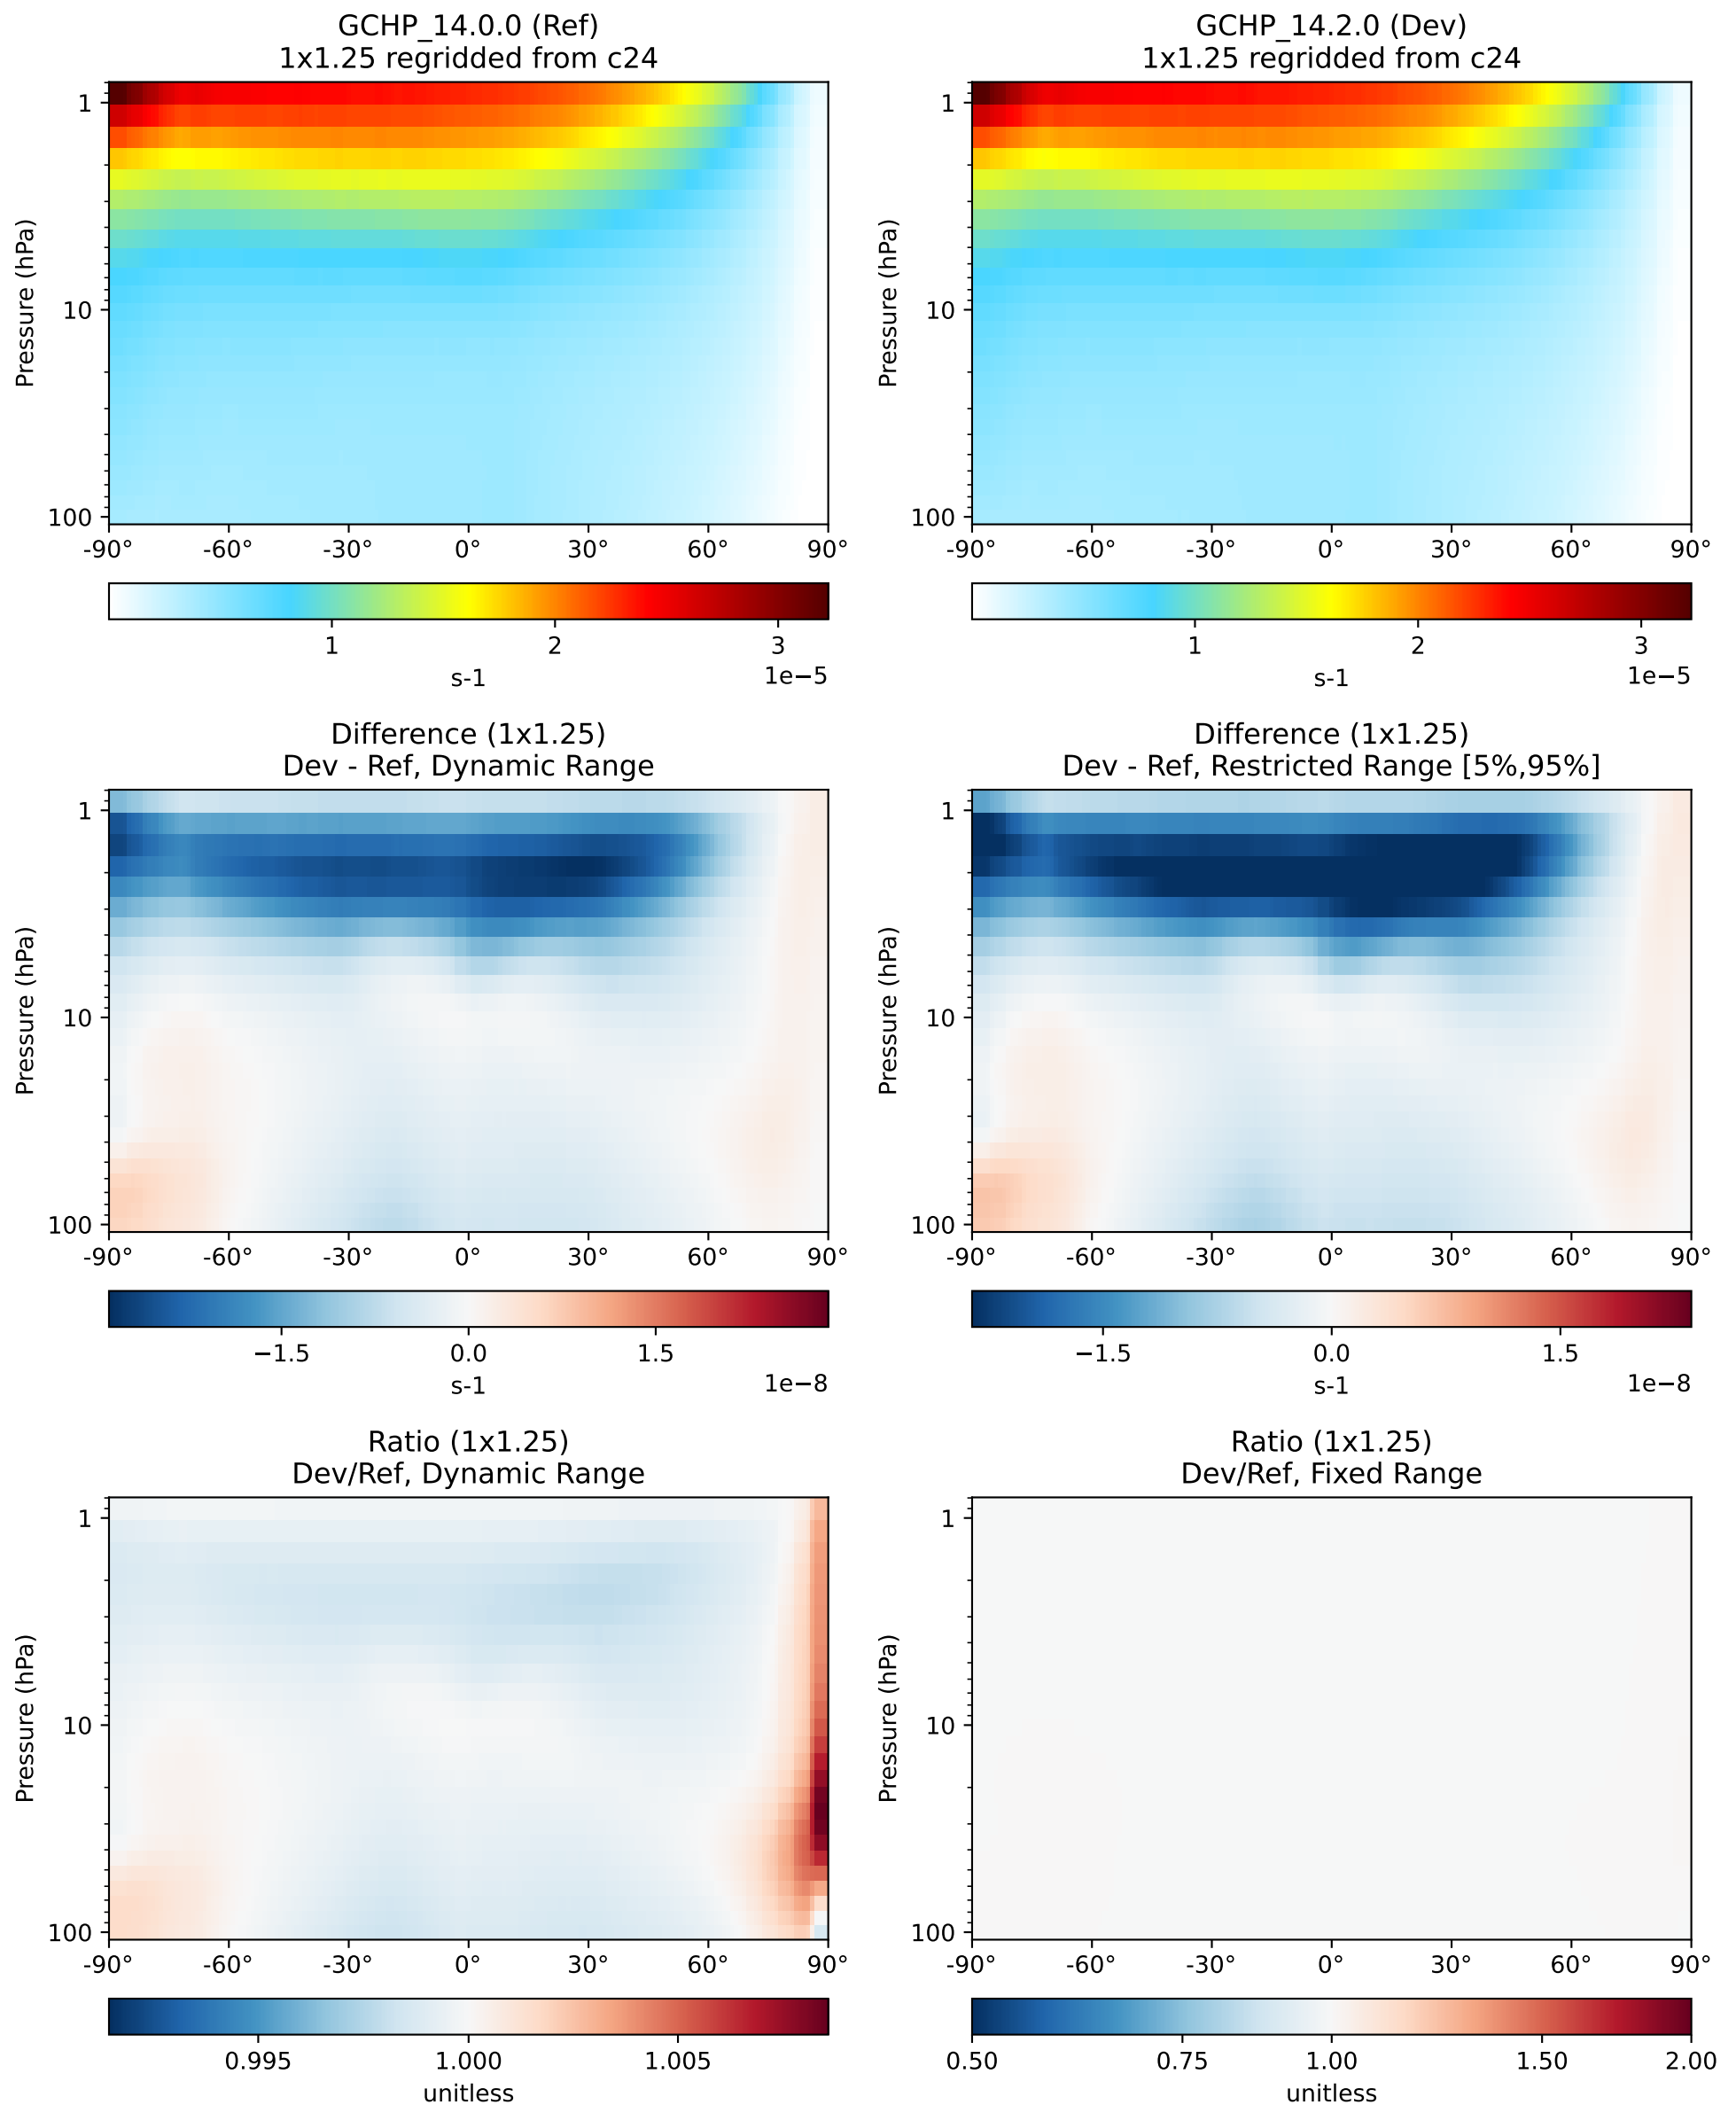 GCHP_14.0.0 (Ref)
1x1.25 regridded from c24
Pressure (hPa)
1
10
100
-90° -60° -30° 0° 30° 60° 90°
1 2 3
1e−5
s-1
GCHP_14.2.0 (Dev)
1x1.25 regridded from c24
Pressure (hPa)
1
10
100
-90° -60° -30° 0° 30° 60° 90°
1 2 3
1e−5
s-1
Difference (1x1.25)
Dev - Ref, Dynamic Range
Pressure (hPa)
1
10
100
-90° -60° -30° 0° 30° 60° 90°
−1.5 0.0 1.5
1e−8
s-1
Difference (1x1.25)
Dev - Ref, Restricted Range [5%,95%]
Pressure (hPa)
1
10
100
-90° -60° -30° 0° 30° 60° 90°
−1.5 0.0 1.5
1e−8
s-1
Ratio (1x1.25)
Dev/Ref, Dynamic Range
Pressure (hPa)
1
10
100
-90° -60° -30° 0° 30° 60° 90°
0.995 1.000 1.005
unitless
Ratio (1x1.25)
Dev/Ref, Fixed Range
Pressure (hPa)
1
10
100
-90° -60° -30° 0° 30° 60° 90°
0.50 0.75 1.00 1.50 2.00
unitless